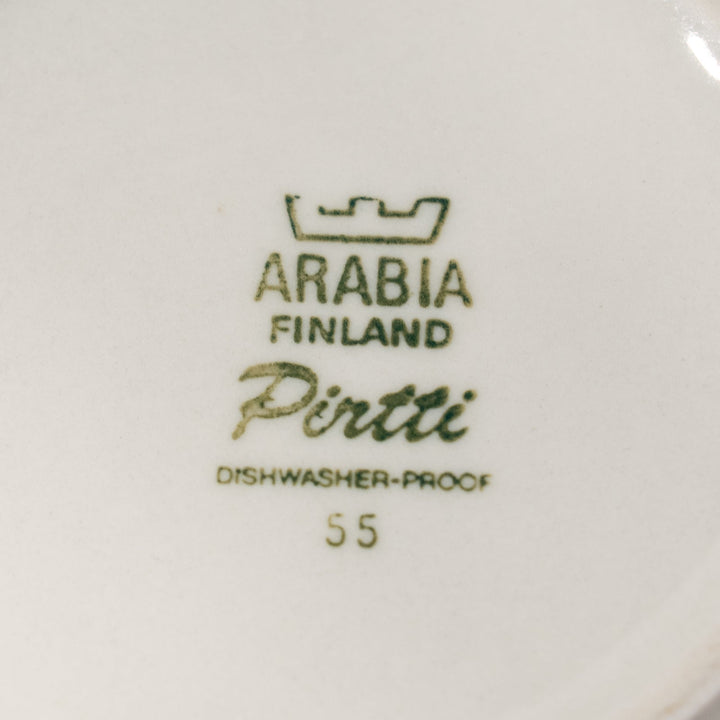 ARABIA
FINLAND
Pirtti
DISHWASHER-PROOF
55